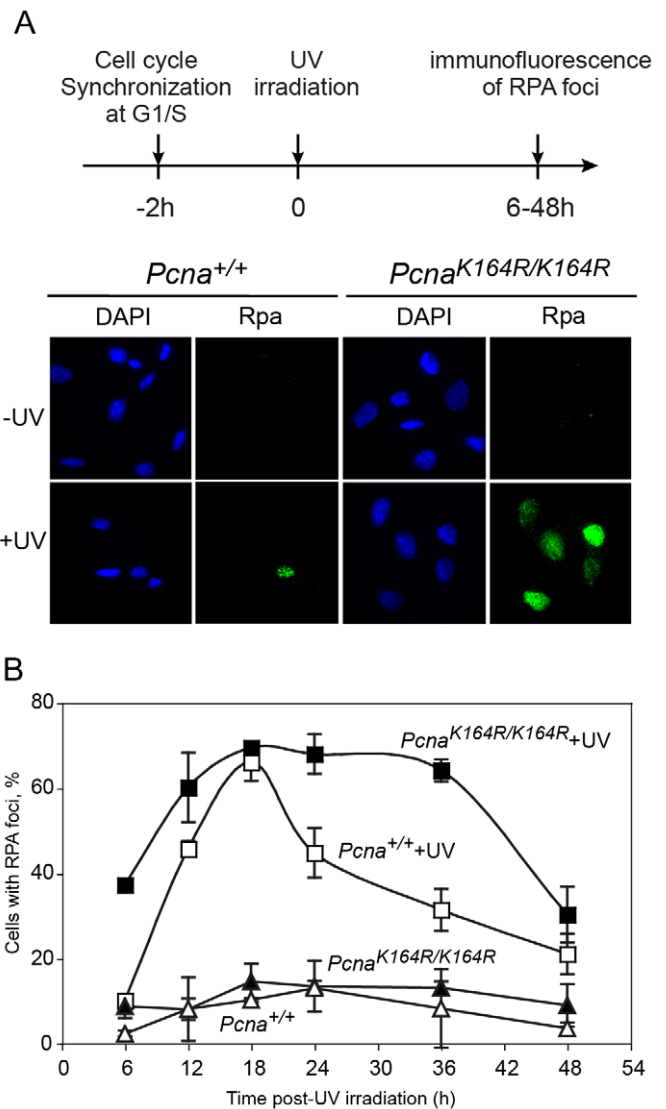 A
Cell cycle
Synchronization
at G1/S
UV
irradiation
immunofluorescence
of RPA foci
-2h
0
6-48h
Pcna+/+
PcnaK164R/K164R
DAPI
Rpa
DAPI
Rpa
-UV
+UV
B
Cells with RPA foci, %
80
60
40
20
0
PcnaK164R/K164R+UV
Pcna+/++UV
PcnaK164R/K164R
Pcna+/+
0
6
12
18
24
30
36
42
48
54
Time post-UV irradiation (h)